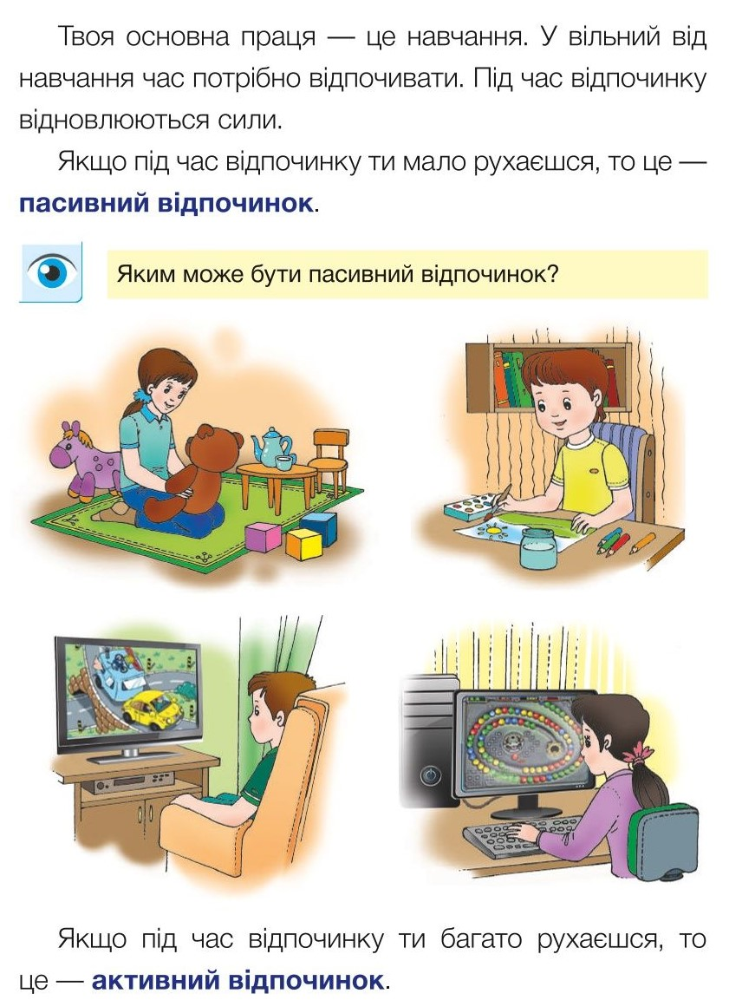 Твоя основна праця — це навчання. У вільний від
навчання час потрібно відпочивати. Під час відпочинку
відновлюються сили.
Якщо під час відпочинку ти мало рухаєшся, то це —
пасивний відпочинок.
Яким може бути пасивний відпочинок?
Якщо під час відпочинку ти багато рухаєшся, то
це — активний відпочинок.